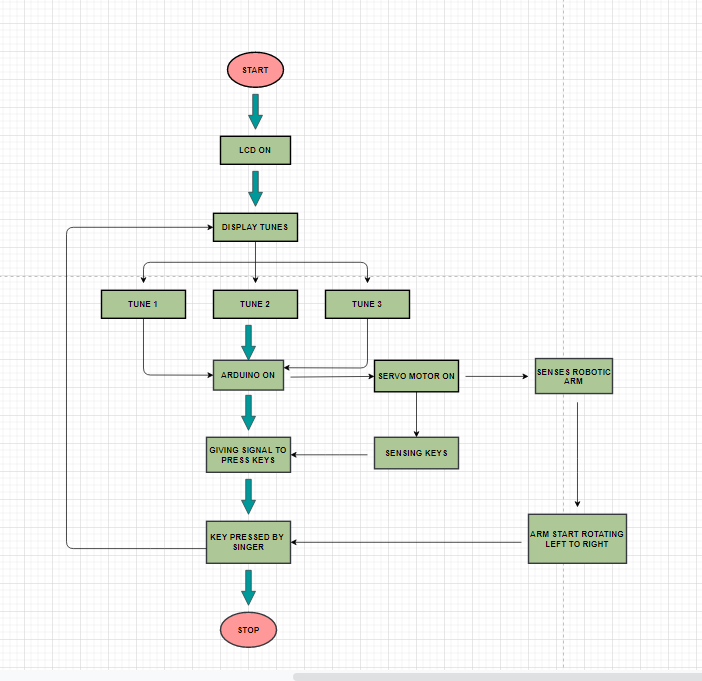 START
LCD ON
DISPLAY TUNES
TUNE 1
TUNE 2
TUNE 3
ARDUINO ON
SERVO MOTOR ON
SENSES ROBOTIC
ARM
GIVING SIGNAL TO
PRESS KEYS
SENSING KEYS
KEY PRESSED BY
SINGER
ARM START ROTATING
LEFT TO RIGHT
STOP